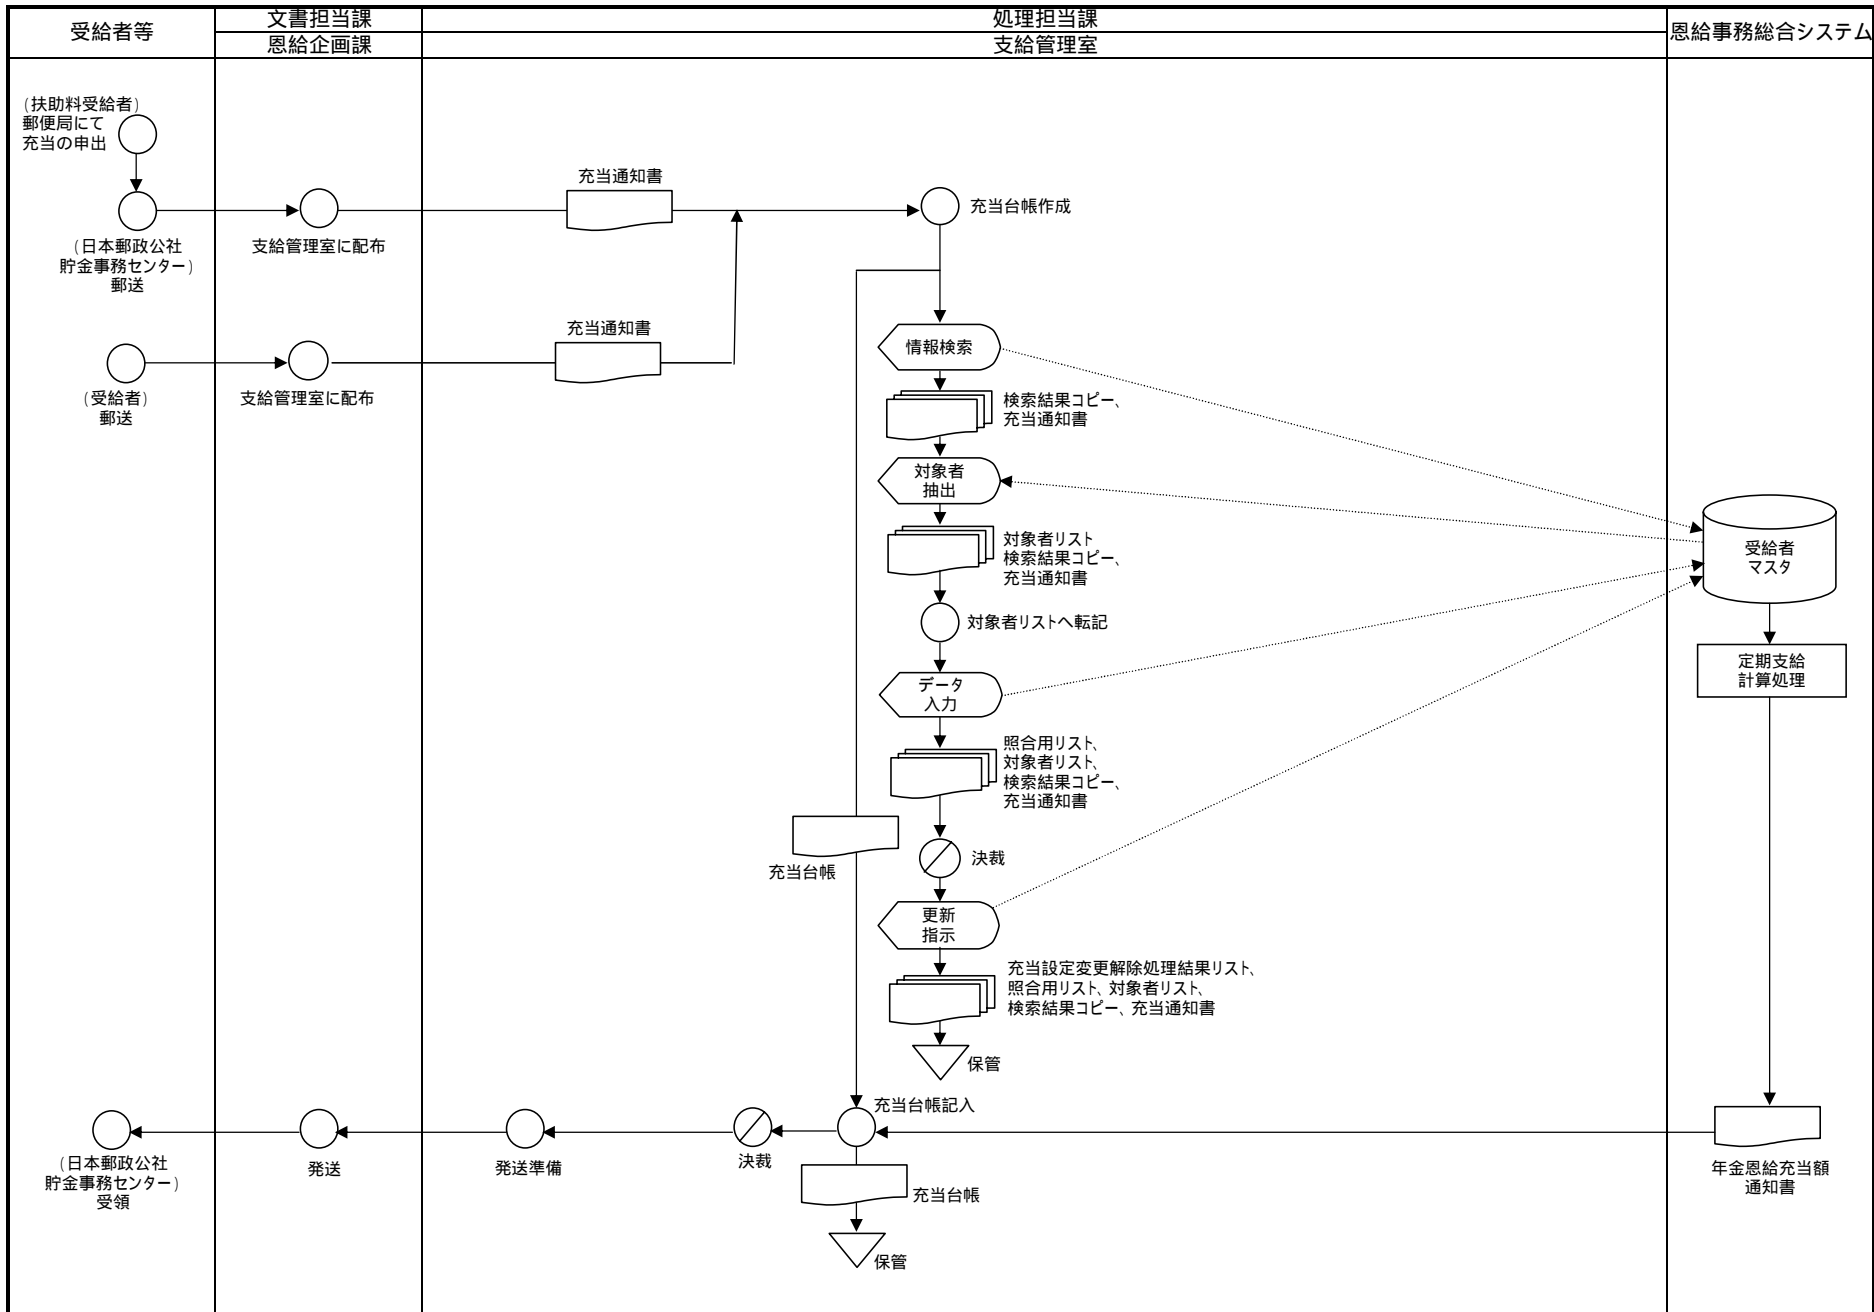 受給者等
文書担当課
恩給企画課
処理担当課
支給管理室
恩給事務総合システム
(扶助料受給者)
郵便局にて
充当の申出
(日本郵政公社
貯金事務センター)
郵送
支給管理室に配布
充当通知書
充当台帳作成
(受給者)
郵送
支給管理室に配布
充当通知書
情報検索
検索結果コピー、
充当通知書
対象者
抽出
対象者リスト
検索結果コピー、
充当通知書
対象者リストへ転記
データ
入力
照合用リスト、
対象者リスト、
検索結果コピー、
充当通知書
充当台帳
決裁
更新
指示
充当設定変更解除処理結果リスト、
照合用リスト、対象者リスト、
検索結果コピー、充当通知書
保管
受給者
マスタ
定期支給
計算処理
年金恩給充当額
通知書
充当台帳記入
決裁
発送準備
発送
(日本郵政公社
貯金事務センター)
受領
充当台帳
保管